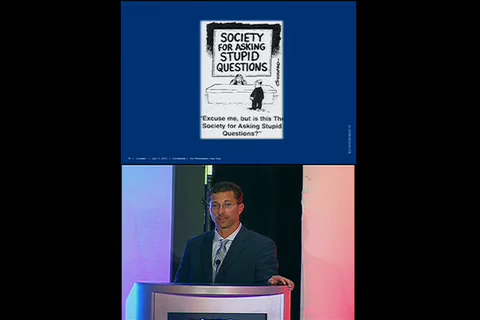 SOCIETY
FOR ASKING
STUPID
QUESTIONS
"Excuse me, but is this The
Society for Asking Stupid
Questions?"